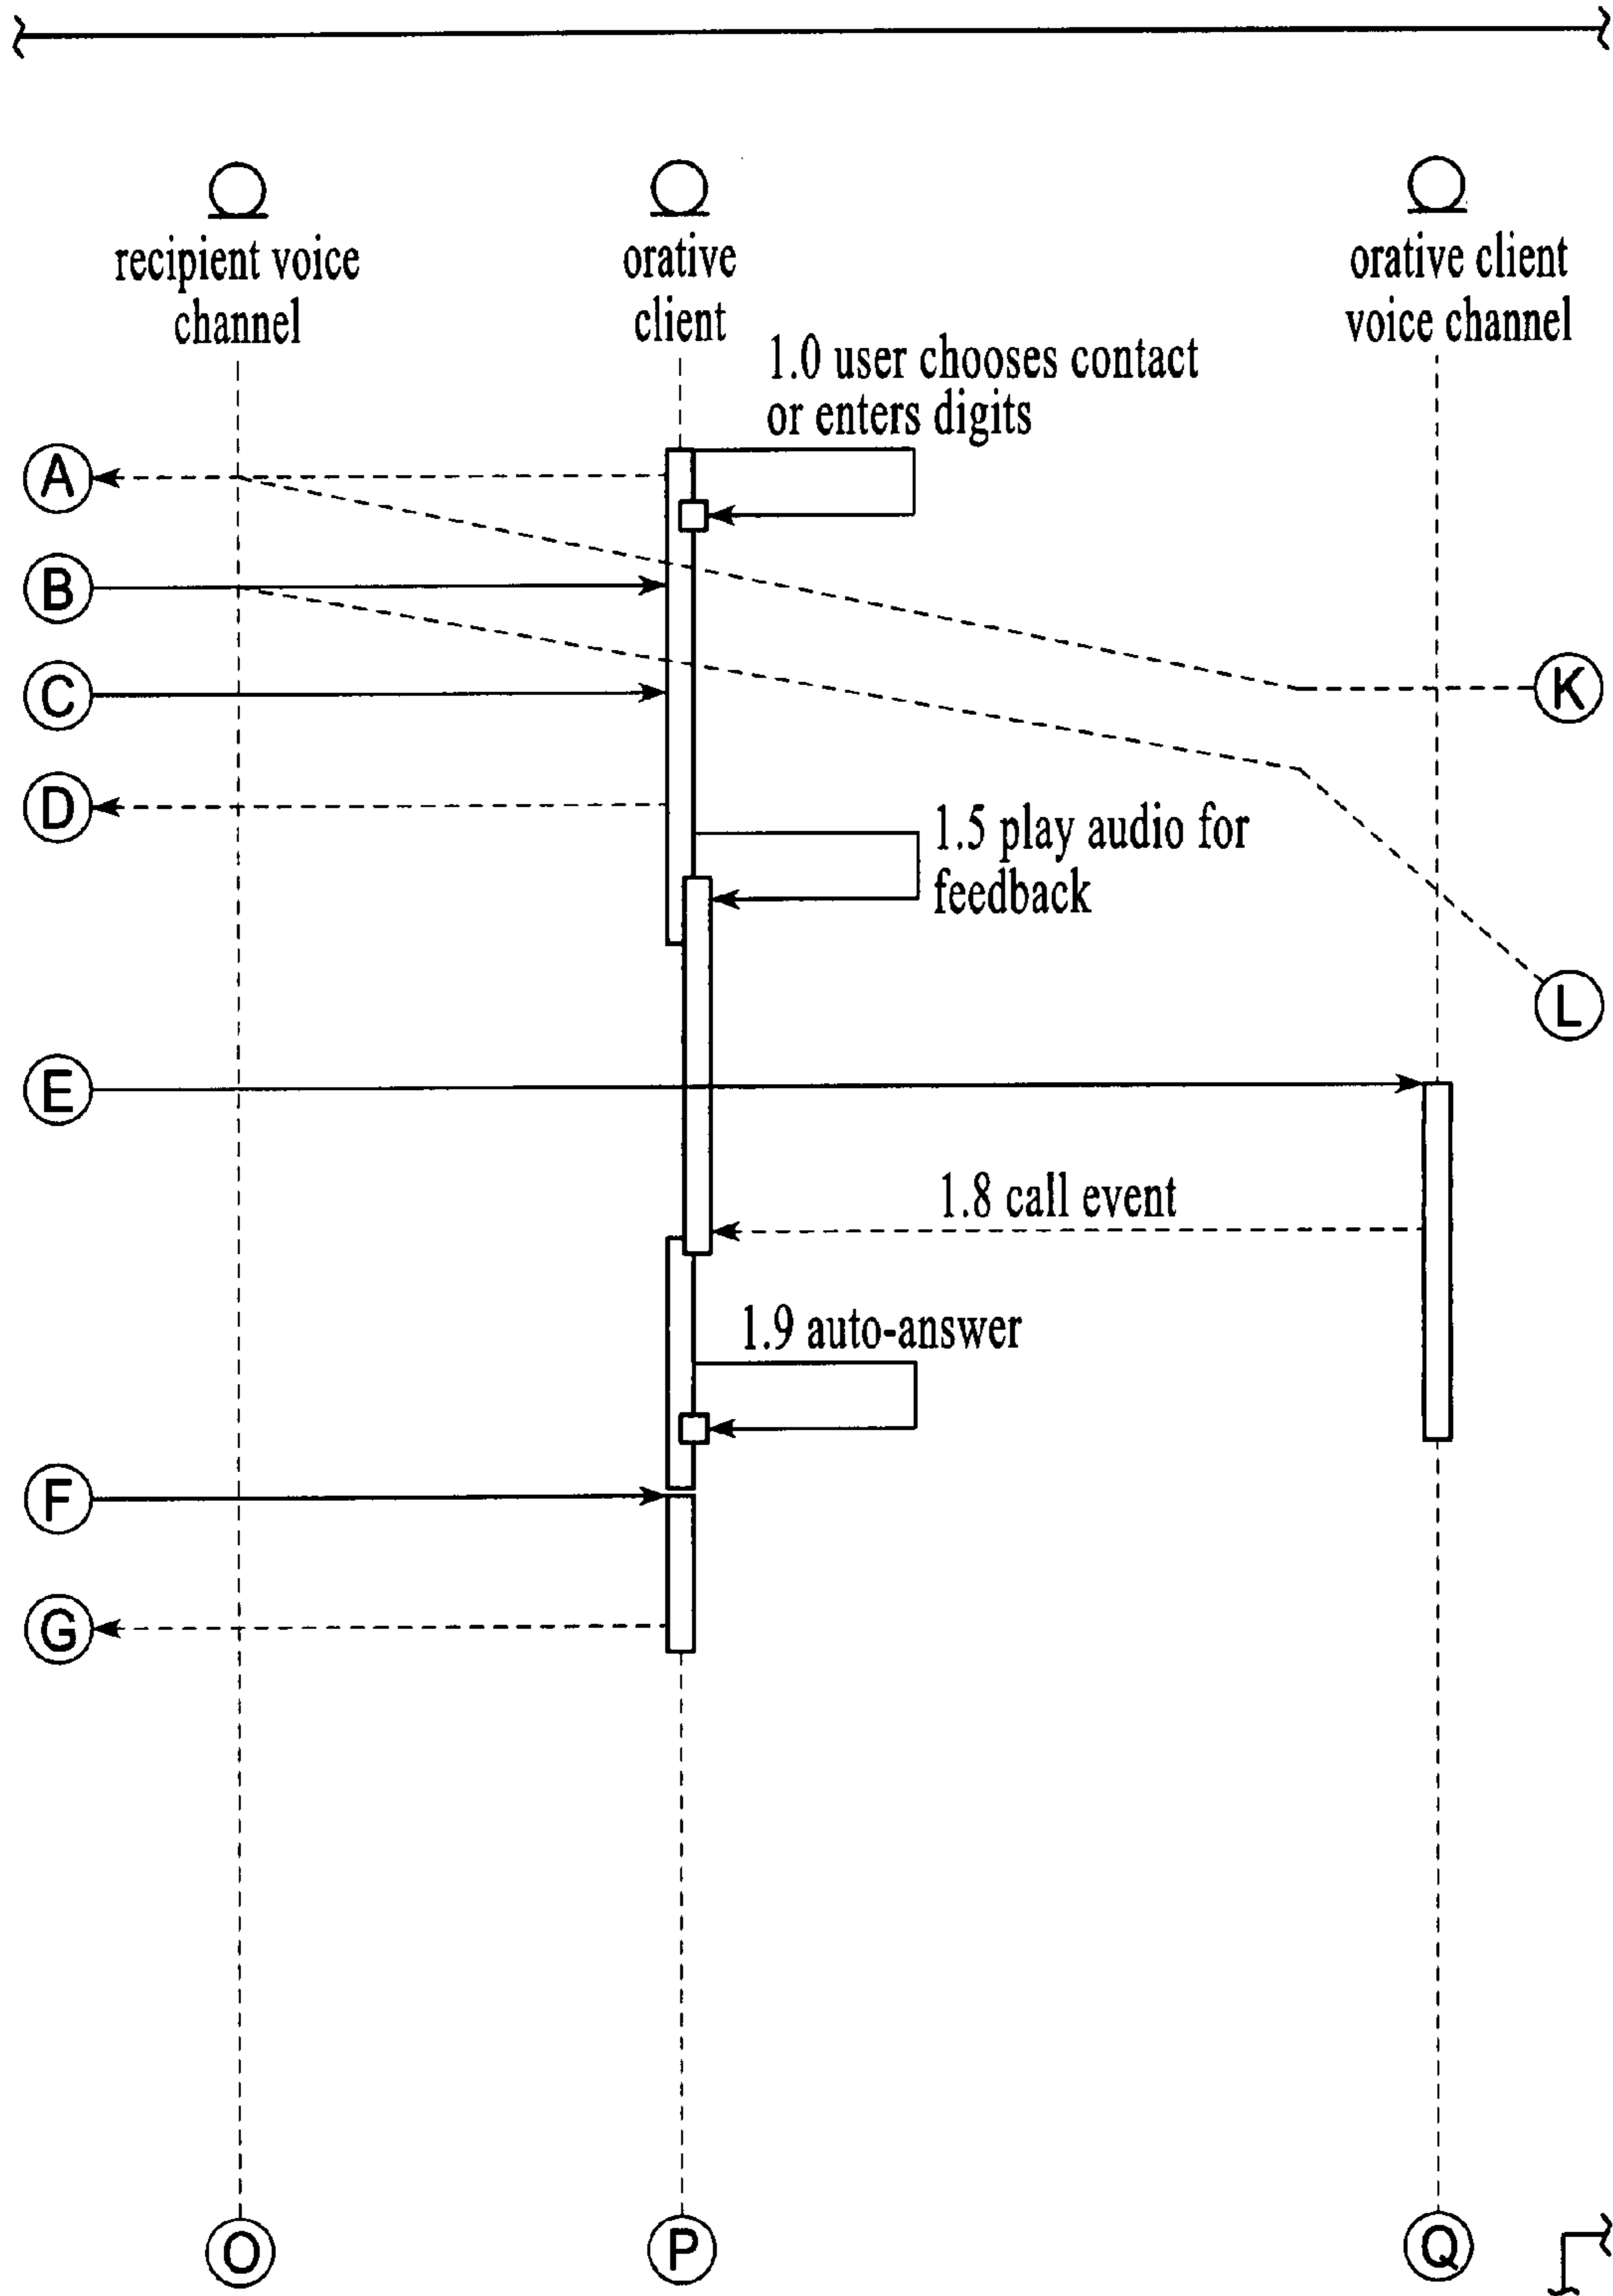 recipient voice
channel
orative
client
orative client
voice channel
1.0 user chooses contact
or enters digits
A
B
C
K
D
1.5 play audio for
feedback
L
E
1.8 call event
1.9 auto-answer
F
G
O
P
Q